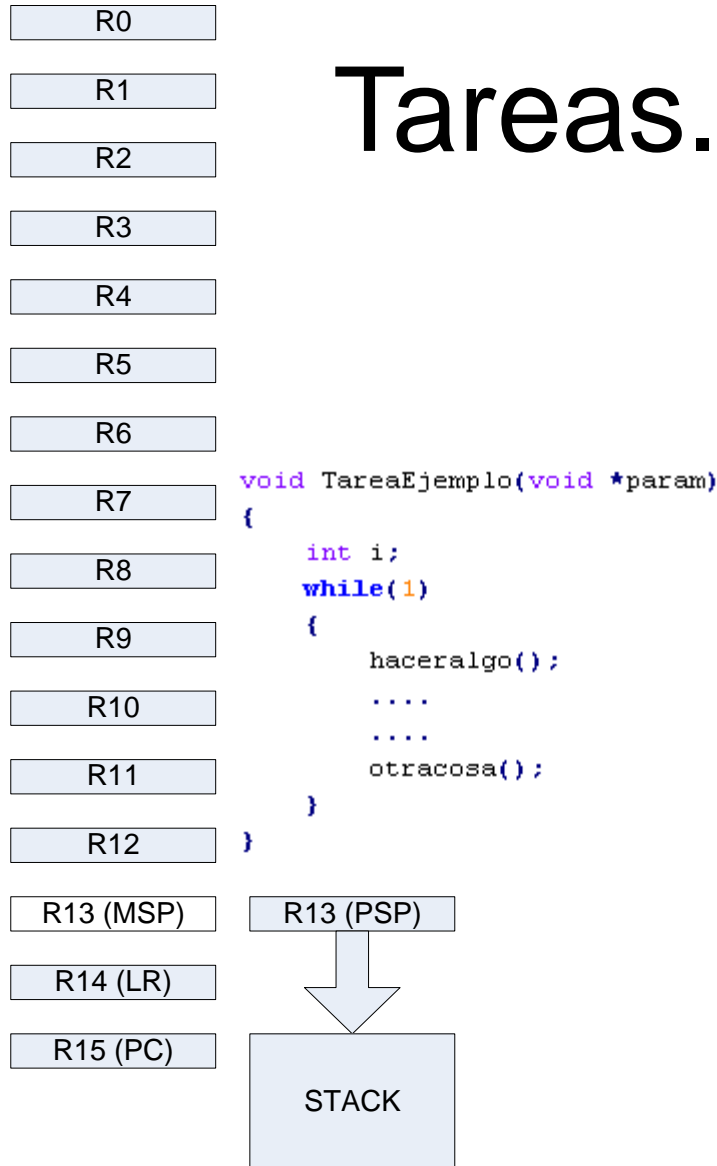 R0
Tareas.
R1
R2
R3
R4
R5
R6
R7
R8
R9
R10
R11
R12
void TareaEjemplo(void *param)
{
int i;
while(1)
{
haceralgo();
....
....
otracosa();
}
}
R13 (MSP)
R13 (PSP)
R14 (LR)
R15 (PC)
STACK